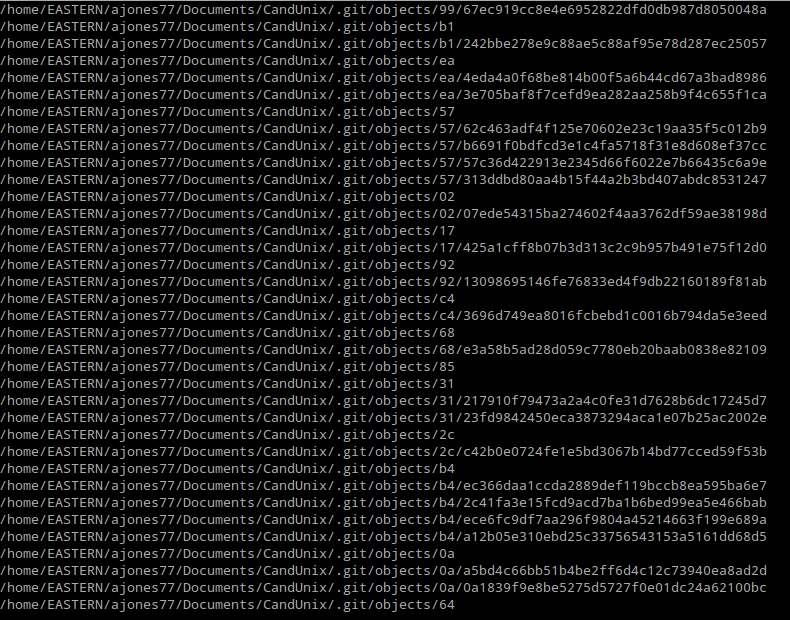 /home/EASTERN/ajones77/Documents/CandUnix/.git/objects/99/67ec919cc8e4e6952822dfd0db987d8050048a
/home/EASTERN/ajones77/Documents/CandUnix/.git/objects/b1
/home/EASTERN/ajones77/Documents/CandUnix/.git/objects/b1/242bbe278e9c88ae5c88af95e78d287ec25057
/home/EASTERN/ajones77/Documents/CandUnix/.git/objects/ea
/home/EASTERN/ajones77/Documents/CandUnix/.git/objects/ea/4eda4a0f68be814b00f5a6b44cd67a3bad8986
/home/EASTERN/ajones77/Documents/CandUnix/.git/objects/ea/3e705baf8f7cefd9ea282aa258b9f4c655f1ca
/home/EASTERN/ajones77/Documents/CandUnix/.git/objects/57
/home/EASTERN/ajones77/Documents/CandUnix/.git/objects/57/62c463adf4f125e70602e23c19aa35f5c012b9
/home/EASTERN/ajones77/Documents/CandUnix/.git/objects/57/b6691f0bdfcd3e1c4fa5718f31e8d608ef37cc
/home/EASTERN/ajones77/Documents/CandUnix/.git/objects/57/57c36d422913e2345d66f6022e7b66435c6a9e
/home/EASTERN/ajones77/Documents/CandUnix/.git/objects/57/313ddbd80aa4b15f44a2b3bd407abdc8531247
/home/EASTERN/ajones77/Documents/CandUnix/.git/objects/02
/home/EASTERN/ajones77/Documents/CandUnix/.git/objects/02/07ede54315ba274602f4aa3762df59ae38198d
/home/EASTERN/ajones77/Documents/CandUnix/.git/objects/17
/home/EASTERN/ajones77/Documents/CandUnix/.git/objects/17/425a1cff8b07b3d313c2c9b957b491e75f12d0
/home/EASTERN/ajones77/Documents/CandUnix/.git/objects/92
/home/EASTERN/ajones77/Documents/CandUnix/.git/objects/92/13098695146fe76833ed4f9db22160189f81ab
/home/EASTERN/ajones77/Documents/CandUnix/.git/objects/c4
/home/EASTERN/ajones77/Documents/CandUnix/.git/objects/c4/3696d749ea8016fcbebd1c0016b794da5e3eed
/home/EASTERN/ajones77/Documents/CandUnix/.git/objects/68
/home/EASTERN/ajones77/Documents/CandUnix/.git/objects/68/e3a58b5ad28d059c7780eb20baab0838e82109
/home/EASTERN/ajones77/Documents/CandUnix/.git/objects/85
/home/EASTERN/ajones77/Documents/CandUnix/.git/objects/31
/home/EASTERN/ajones77/Documents/CandUnix/.git/objects/31/217910f79473a2a4c0fe31d7628b6dc17245d7
/home/EASTERN/ajones77/Documents/CandUnix/.git/objects/31/23fd9842450eca3873294aca1e07b25ac2002e
/home/EASTERN/ajones77/Documents/CandUnix/.git/objects/2c
/home/EASTERN/ajones77/Documents/CandUnix/.git/objects/2c/c42b0e0724fe1e5bd3067b14bd77cced59f53b
/home/EASTERN/ajones77/Documents/CandUnix/.git/objects/b4
/home/EASTERN/ajones77/Documents/CandUnix/.git/objects/b4/ec366daa1ccda2889def119bccb8ea595ba6e7
/home/EASTERN/ajones77/Documents/CandUnix/.git/objects/b4/2c41fa3e15fcd9acd7ba1b6bed99ea5e466bab
/home/EASTERN/ajones77/Documents/CandUnix/.git/objects/b4/ece6fc9df7aa296f9804a45214663f199e689a
/home/EASTERN/ajones77/Documents/CandUnix/.git/objects/b4/a12b05e310ebd25c33756543153a5161dd68d5
/home/EASTERN/ajones77/Documents/CandUnix/.git/objects/0a
/home/EASTERN/ajones77/Documents/CandUnix/.git/objects/0a/a5bd4c66bb51b4be2ff6d4c12c73940ea8ad2d
/home/EASTERN/ajones77/Documents/CandUnix/.git/objects/0a/0a1839f9e8be5275d5727f0e01dc24a62100bc
/home/EASTERN/ajones77/Documents/CandUnix/.git/objects/64